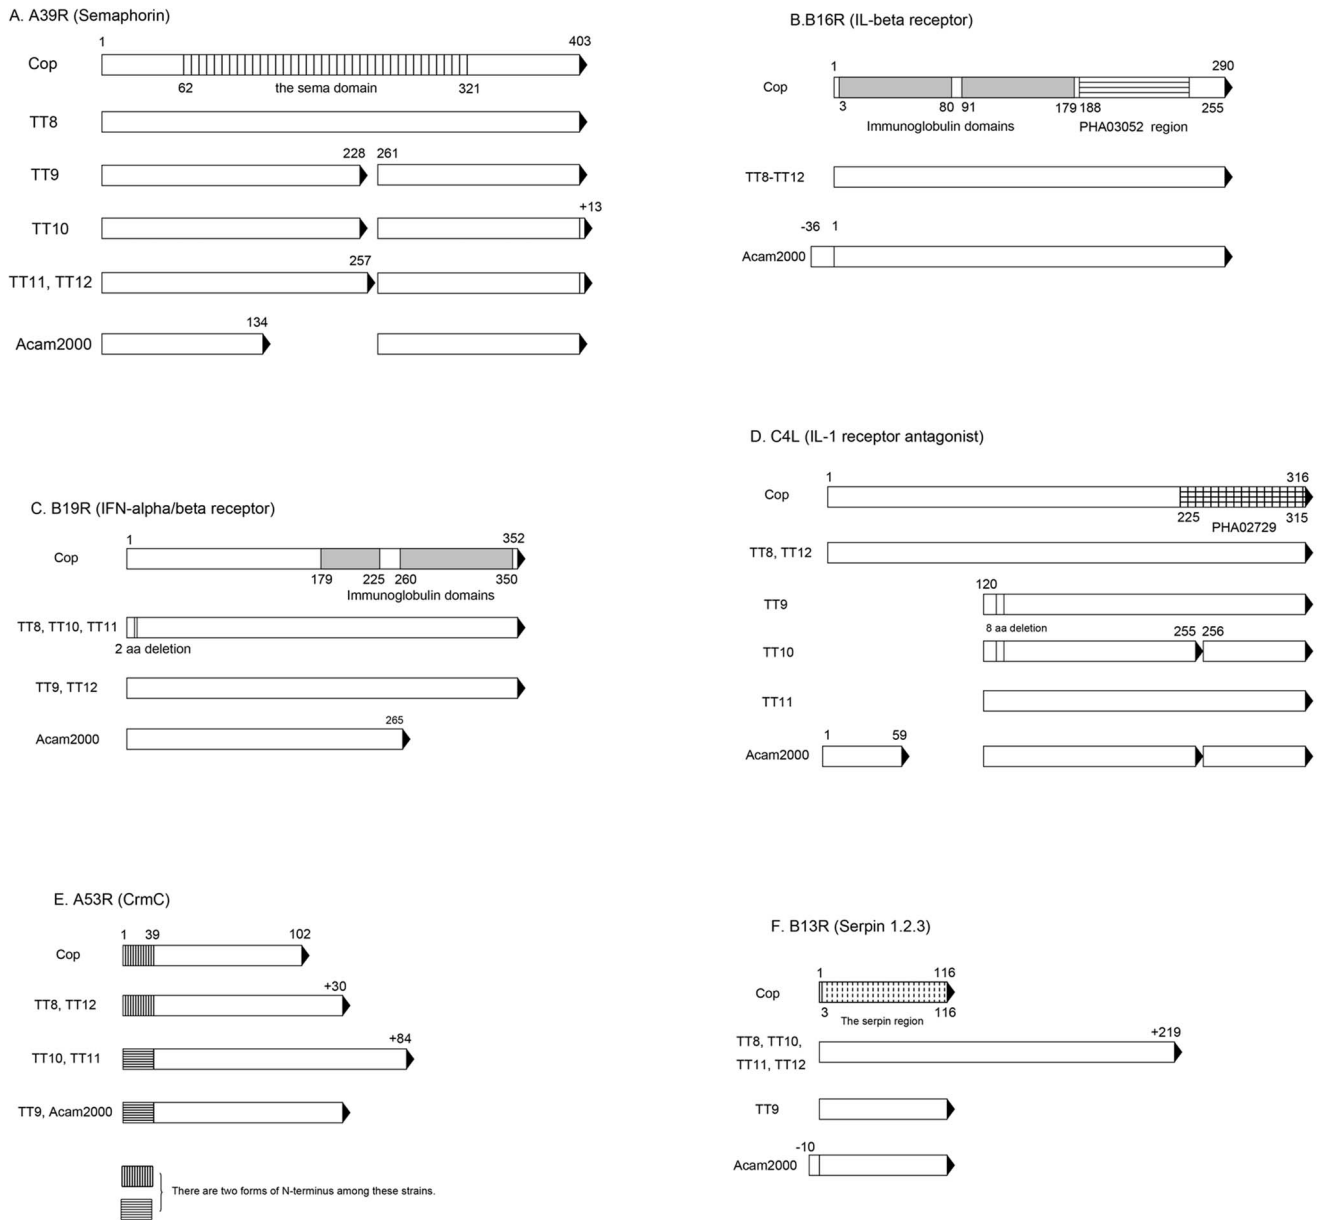 A. A39R (Semaphorin)
1 403
Cop
62 the sema domain 321
TT8
228 261
TT9
+13
TT10
257
TT11, TT12
134
Acam2000
B.B16R (IL-beta receptor)
1 290
Cop
3 80 91 179 188 255
Immunoglobulin domains PHA03052 region
TT8-TT12
-36 1
Acam2000
C. B19R (IFN-alpha/beta receptor)
1 352
Cop
179 225 260 350
Immunoglobulin domains
TT8, TT10, TT11
2 aa deletion
TT9, TT12
265
Acam2000
D. C4L (IL-1 receptor antagonist)
1 316
Cop
225 PHA02729 315
TT8, TT12
120
TT9
8 aa deletion
255 256
TT10
TT11
1 59
Acam2000
E. A53R (CrmC)
1 39 102
Cop
+30
TT8, TT12
+84
TT10, TT11
TT9, Acam2000
There are two forms of N-terminus among these strains.
F. B13R (Serpin 1.2.3)
1 116
Cop
3 The serpin region 116
+219
TT8, TT10,
TT11, TT12
TT9
-10
Acam2000